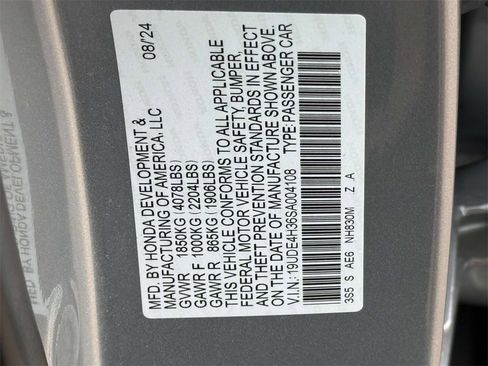 MFD. BY HONDA DEVELOPMENT & 08/'24
MANUFACTURING OF AMERICA, LLC
GVWR 1850KG (4078LBS)
GAWR F 1000KG (2204LBS)
GAWR R 865KG (1906LBS)
THIS VEHICLE CONFORMS TO ALL APPLICABLE
FEDERAL MOTOR VEHICLE SAFETY, BUMPER,
AND THEFT PREVENTION STANDARDS IN EFFECT
ON THE DATE OF MANUFACTURE SHOWN ABOVE.
V.I.N.: 19UDE4H36SA004108 TYPE: PASSENGER CAR
3S5 S AE6 NH830M Z A